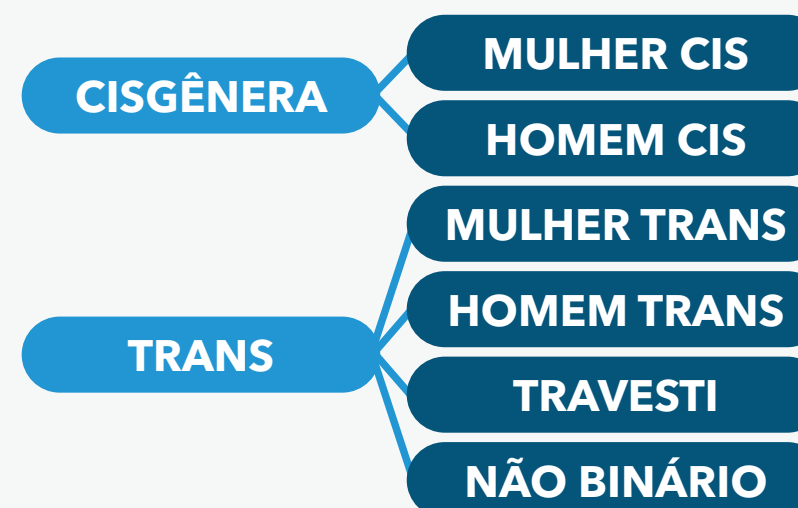 CISGÊNERA
MULHER CIS
HOMEM CIS
TRANS
MULHER TRANS
HOMEM TRANS
TRAVESTI
NÃO BINÁRIO